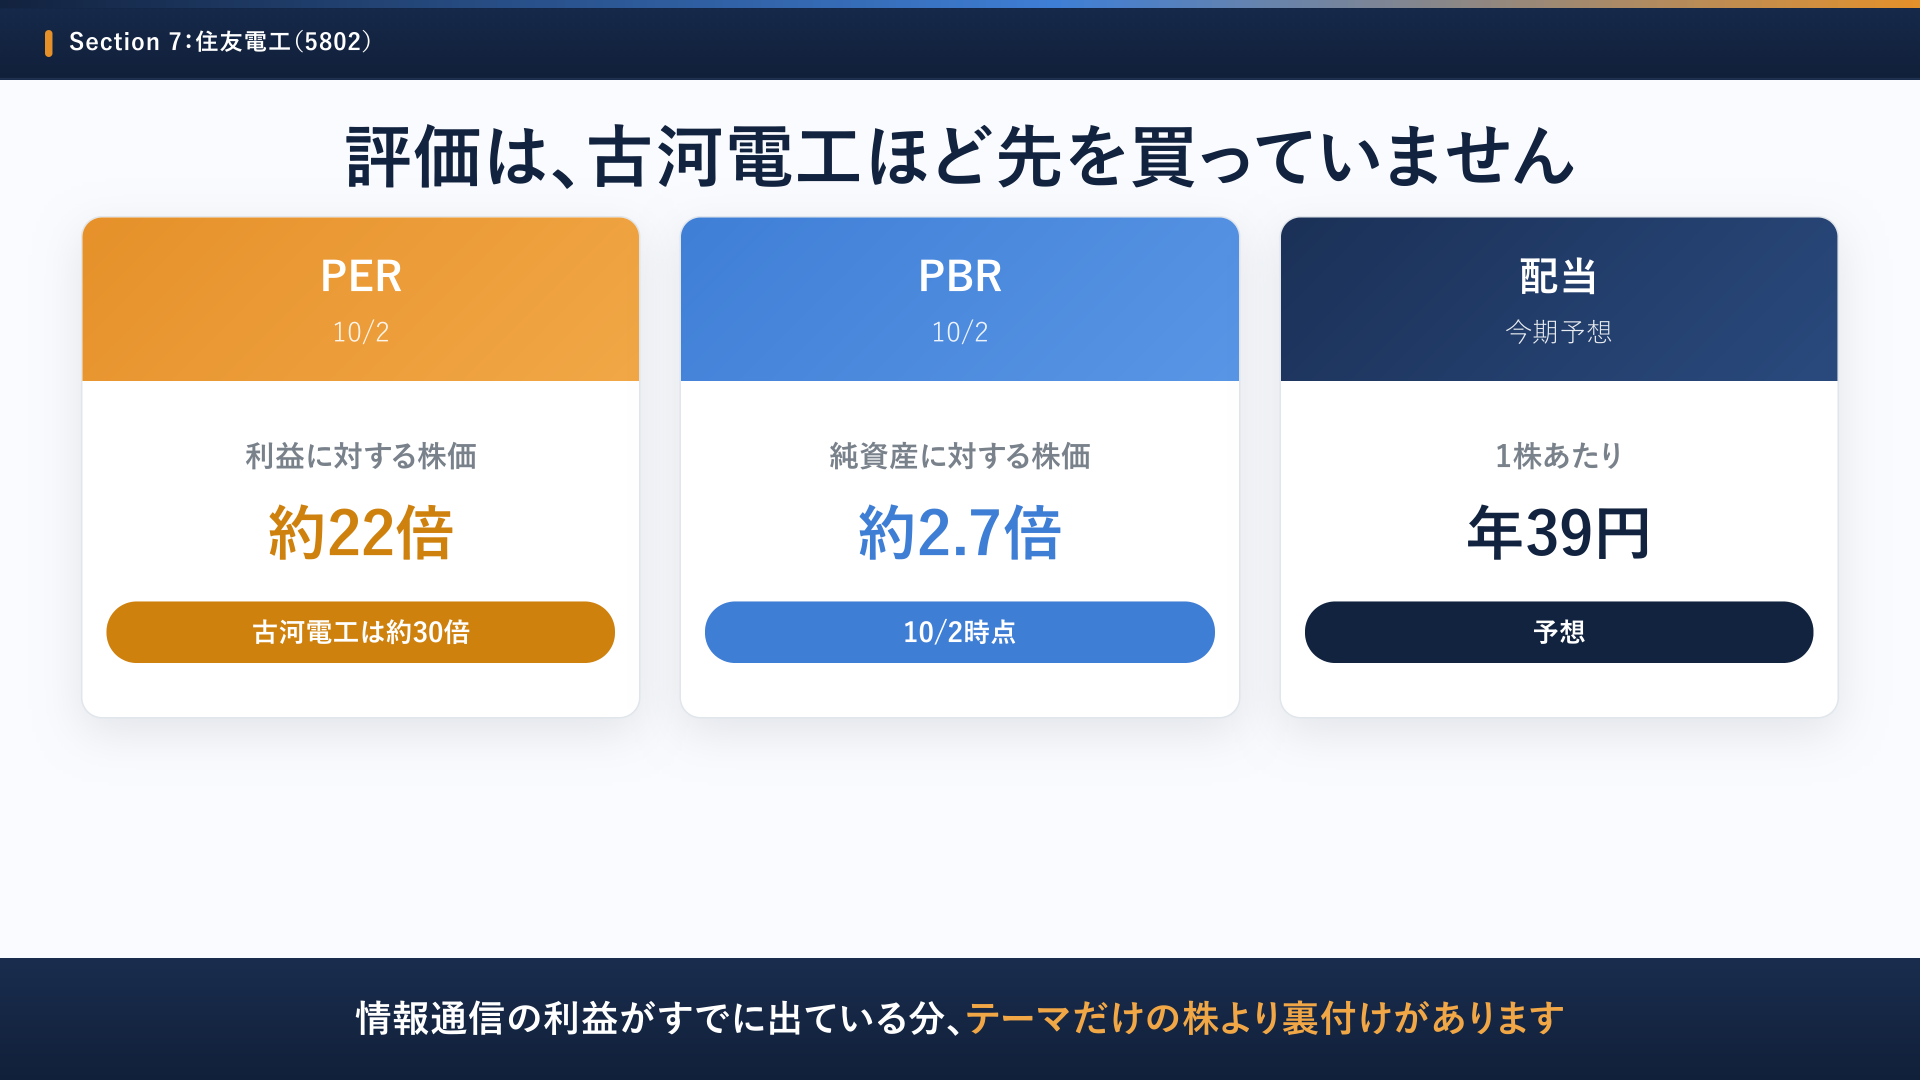 Section 7：住友電工（5802）
評価は、古河電工ほど先を買っていません
PER
10/2
利益に対する株価
約22倍
古河電工は約30倍
PBR
10/2
純資産に対する株価
約2.7倍
10/2時点
配当
今期予想
1株あたり
年39円
予想
情報通信の利益がすでに出ている分、テーマだけの株より裏付けがあります